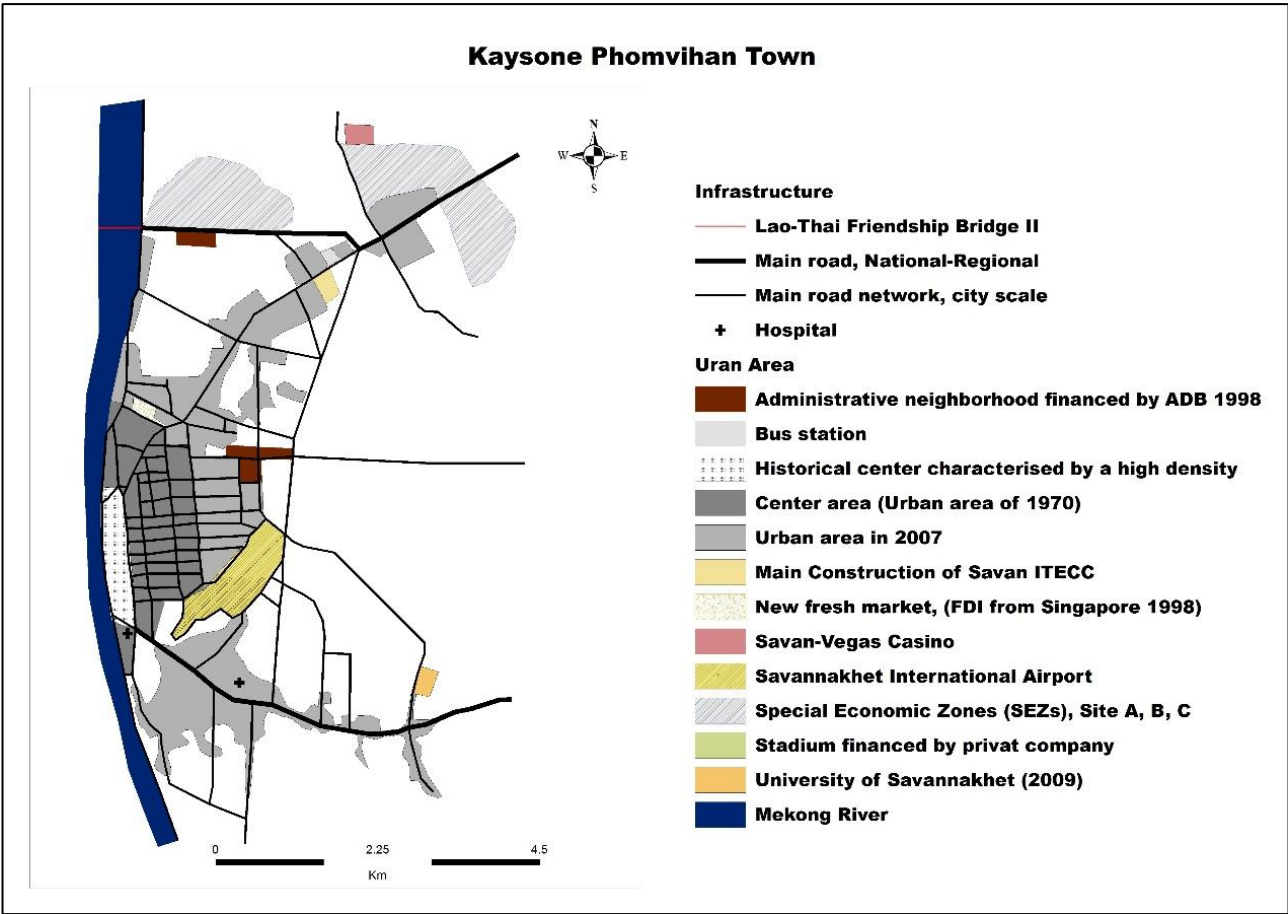 Kaysone Phomvihan Town
N
W E
S
Infrastructure
Lao-Thai Friendship Bridge II
Main road, National-Regional
Main road network, city scale
Hospital
Uran Area
Administrative neighborhood financed by ADB 1998
Bus station
Historical center characterised by a high density
Center area (Urban area of 1970)
Urban area in 2007
Main Construction of Savan ITECC
New fresh market, (FDI from Singapore 1998)
Savan-Vegas Casino
Savannakhet International Airport
Special Economic Zones (SEZs), Site A, B, C
Stadium financed by privat company
University of Savannakhet (2009)
Mekong River
0 2.25 4.5
Km